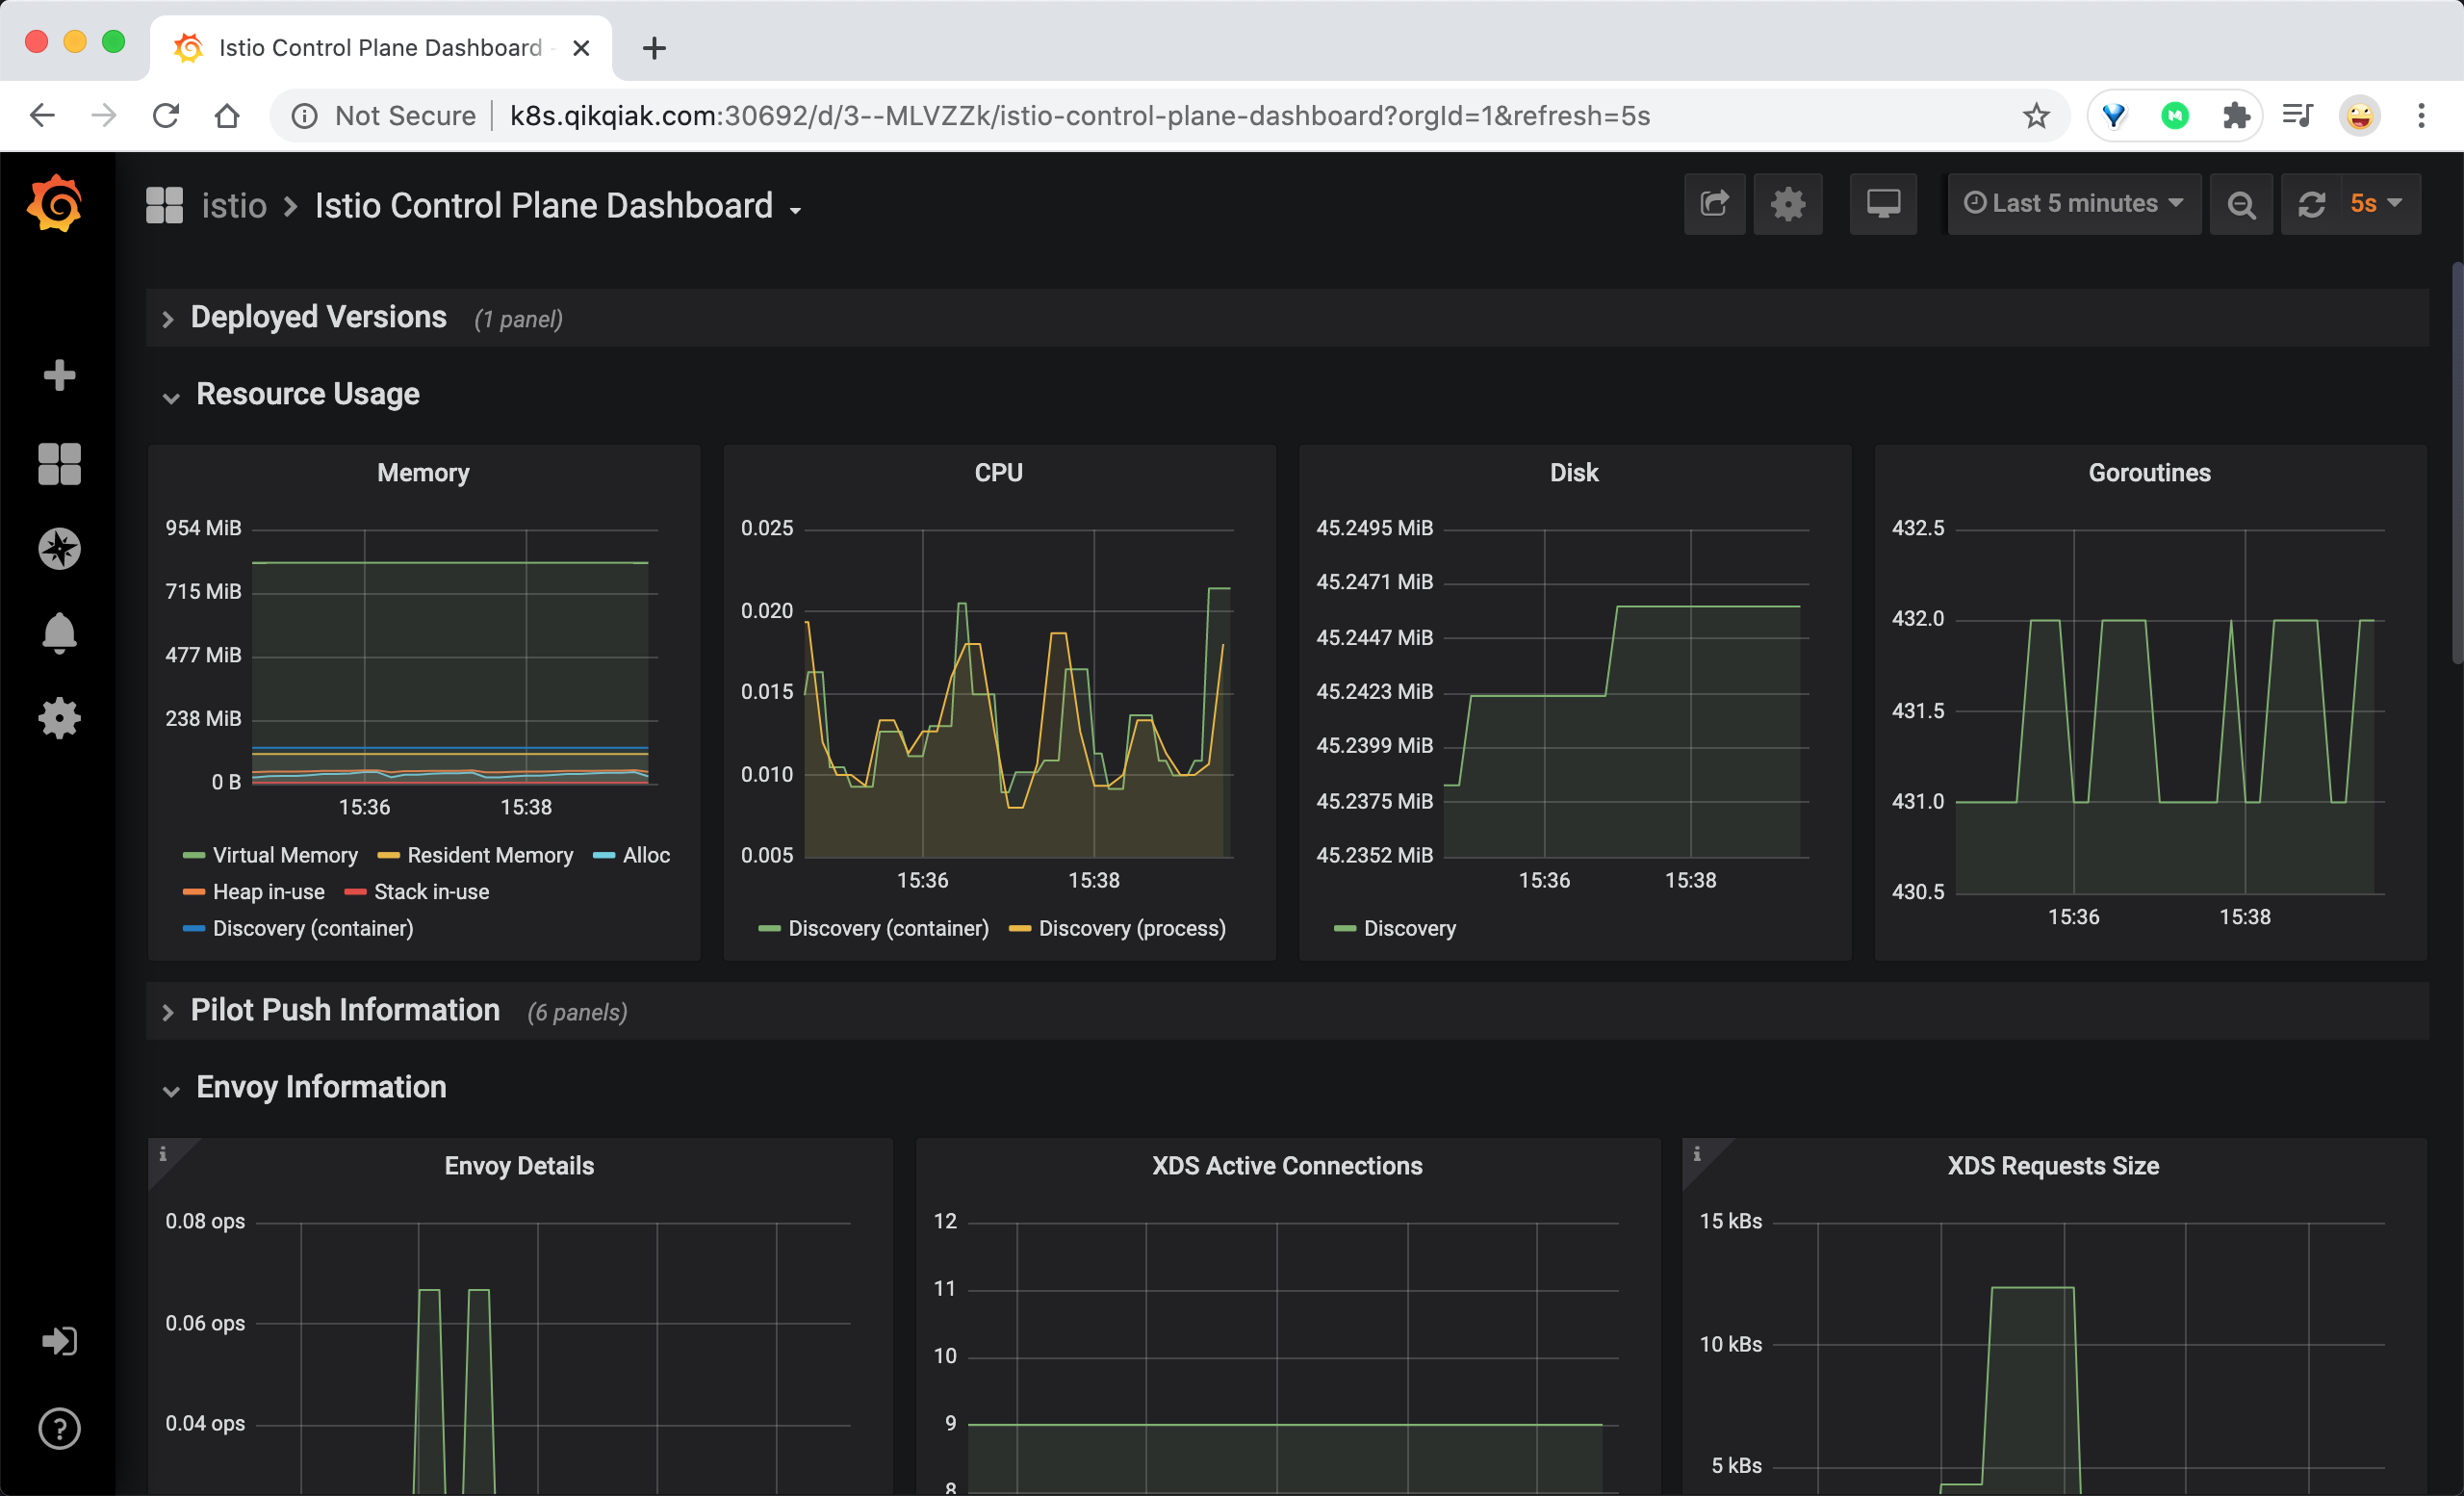 Istio Control Plane Dashboard -
Not Secure k8s.qikqiak.com:30692/d/3--MLVZZk/istio-control-plane-dashboard?orgId=1&refresh=5s
istio Istio Control Plane Dashboard
Last 5 minutes 5s
Deployed Versions (1 panel)
Resource Usage
Memory
954 MiB
715 MiB
477 MiB
238 MiB
0 B
15:36 15:38
Virtual Memory Resident Memory Alloc
Heap in-use Stack in-use
Discovery (container)
CPU
0.025
0.020
0.015
0.010
0.005
15:36 15:38
Discovery (container) Discovery (process)
Disk
45.2495 MiB
45.2471 MiB
45.2447 MiB
45.2423 MiB
45.2399 MiB
45.2375 MiB
45.2352 MiB
15:36 15:38
Discovery
Goroutines
432.5
432.0
431.5
431.0
430.5
15:36 15:38
Pilot Push Information (6 panels)
Envoy Information
Envoy Details
0.08 ops
0.06 ops
0.04 ops
XDS Active Connections
12
11
10
9
8
XDS Requests Size
15 kBs
10 kBs
5 kBs